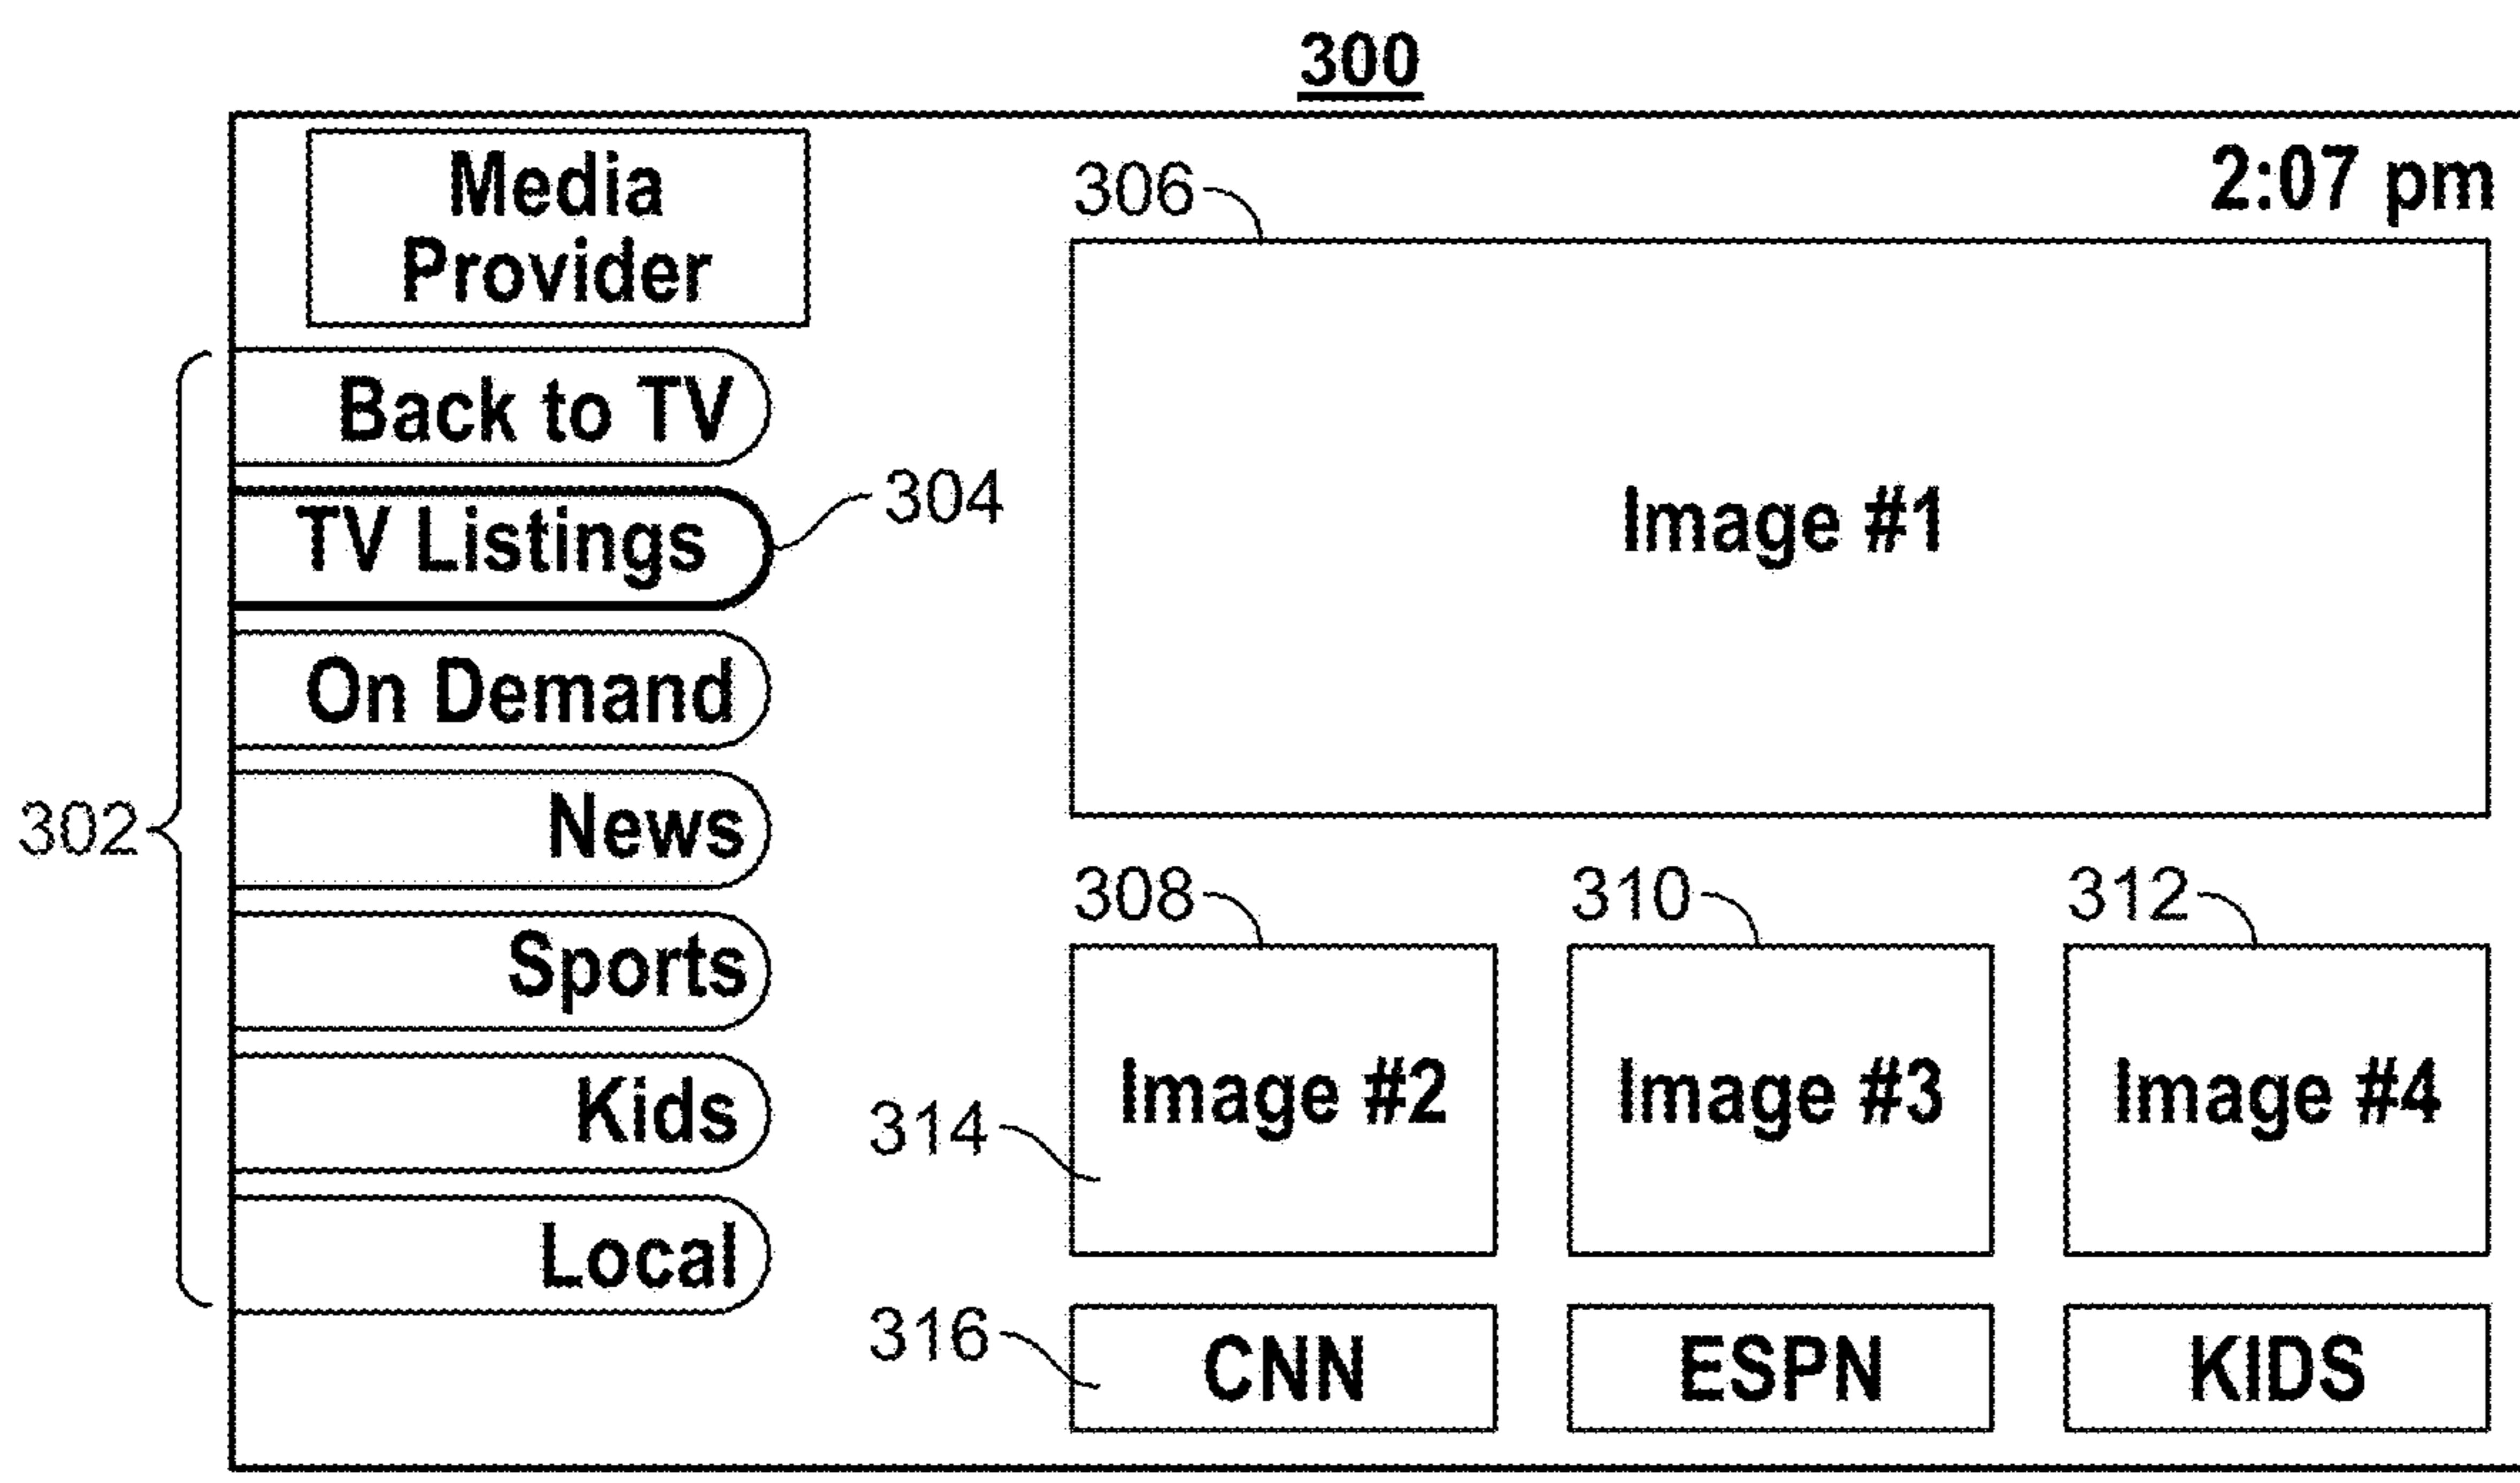 300
Media
Provider
2:07 pm
306
Image #1
Back to TV
TV Listings
304
On Demand
News
302
Sports
Kids
Local
308
310
312
Image #2
Image #3
Image #4
314
316
CNN
ESPN
KIDS